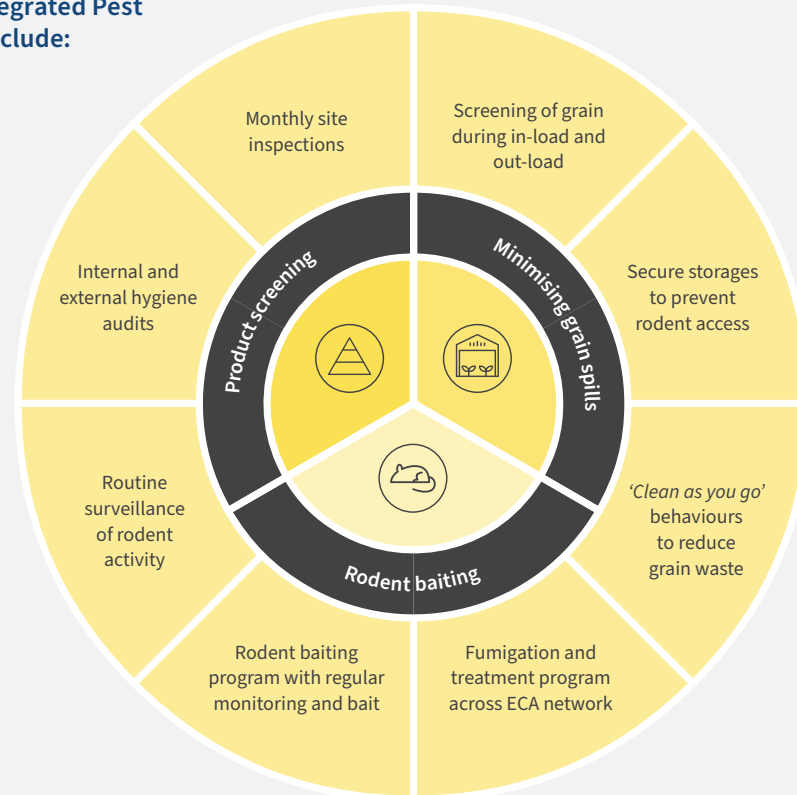 clude:
Monthly site
inspections
Screening of grain
during in-load and
out-load
Internal and
external hygiene
audits
Product screening
Minimising grain spills
Secure storages
to prevent
rodent access
Routine
surveillance
of rodent
activity
‘Clean as you go’
behaviours
to reduce
grain waste
Rodent baiting
Rodent baiting
program with regular
monitoring and bait
Fumigation and
treatment program
across ECA network